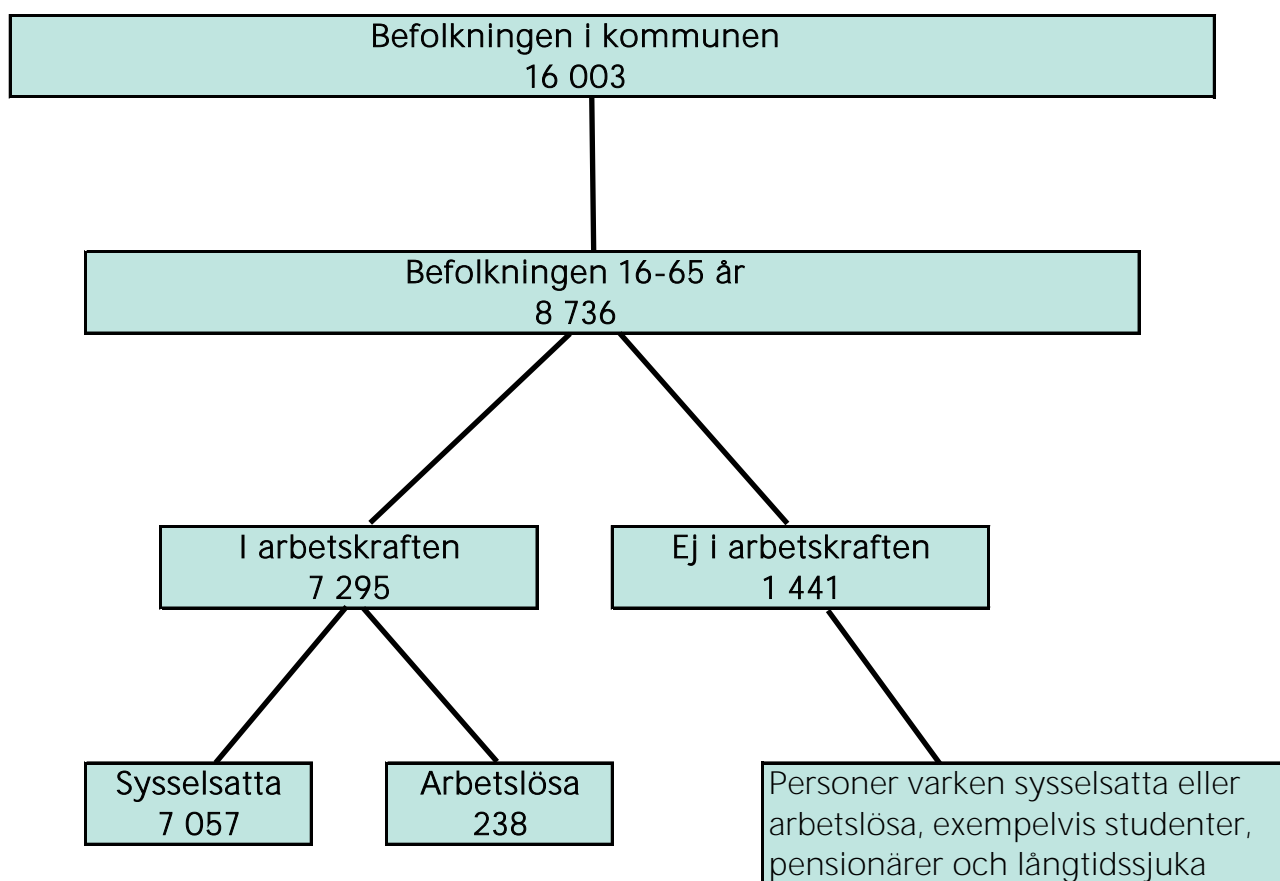 Befolkningen i kommunen
16 003
Befolkningen 16-65 år
8 736
I arbetskraften
7 295
Ej i arbetskraften
1 441
Sysselsatta
7 057
Arbetslösa
238
Personer varken sysselsatta eller
arbetslösa, exempelvis studenter,
pensionärer och långtidssjuka